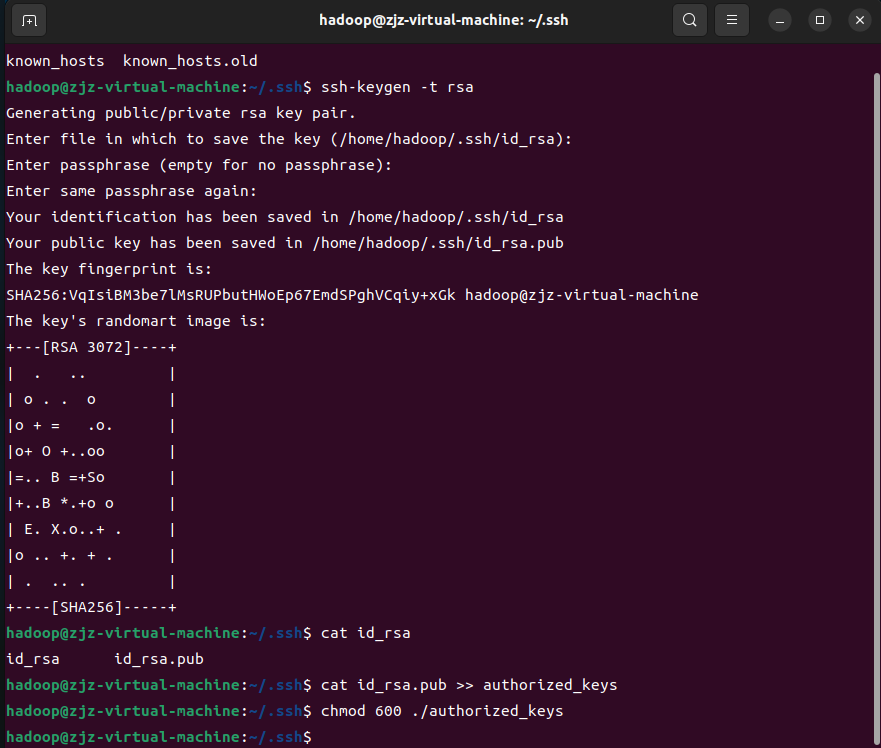 hadoop@zjz-virtual-machine: ~/.ssh
known_hosts  known_hosts.old
hadoop@zjz-virtual-machine:~/.ssh$ ssh-keygen -t rsa
Generating public/private rsa key pair.
Enter file in which to save the key (/home/hadoop/.ssh/id_rsa):
Enter passphrase (empty for no passphrase):
Enter same passphrase again:
Your identification has been saved in /home/hadoop/.ssh/id_rsa
Your public key has been saved in /home/hadoop/.ssh/id_rsa.pub
The key fingerprint is:
SHA256:VqIsiBM3be7lMsRUPbutHWoEp67EmdSPghVCqiy+xGk hadoop@zjz-virtual-machine
The key's randomart image is:
+---[RSA 3072]----+
|  .   ..         |
| o . .  o        |
|o + =   .o.      |
|o+ O +..oo       |
|=.. B =+So       |
|+..B *.+o o      |
| E. X.o..+ .     |
|o .. +. + .      |
| .  .. .         |
+----[SHA256]-----+
hadoop@zjz-virtual-machine:~/.ssh$ cat id_rsa
id_rsa      id_rsa.pub
hadoop@zjz-virtual-machine:~/.ssh$ cat id_rsa.pub >> authorized_keys
hadoop@zjz-virtual-machine:~/.ssh$ chmod 600 ./authorized_keys
hadoop@zjz-virtual-machine:~/.ssh$